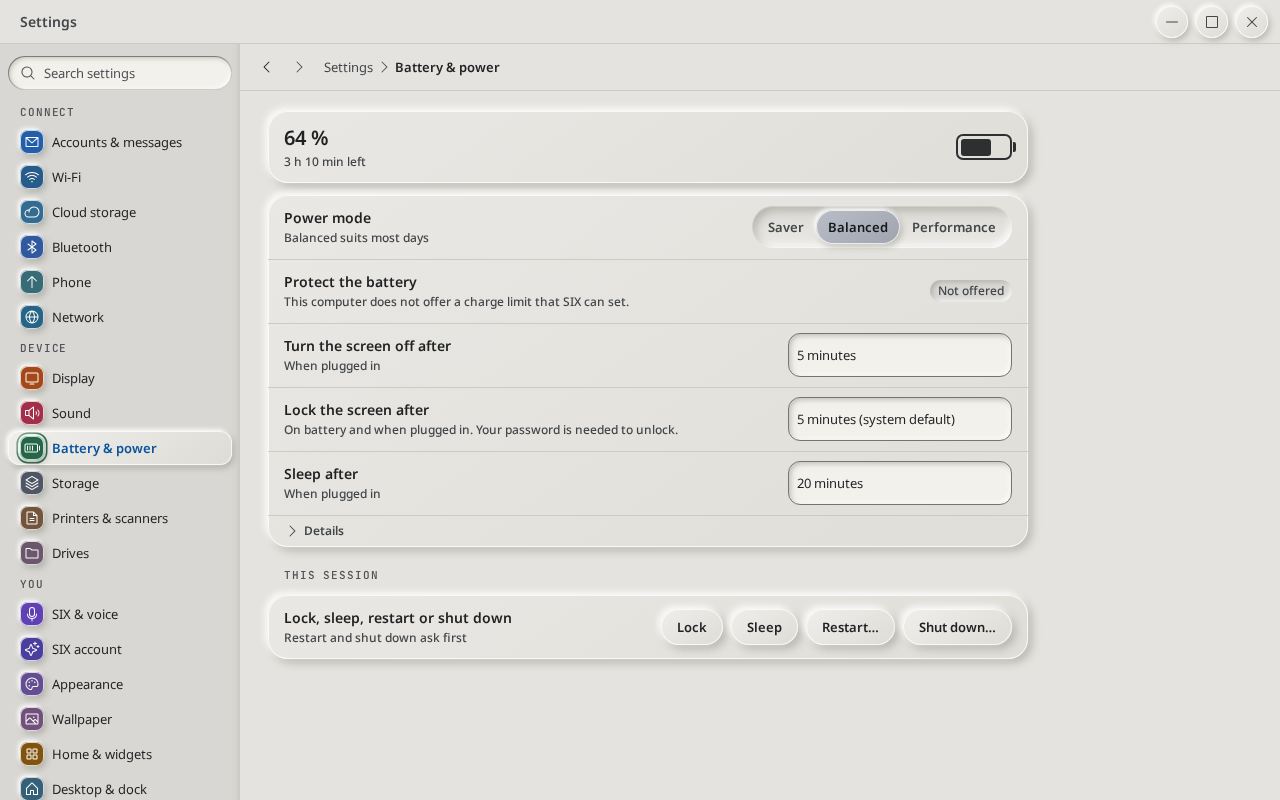 Settings
Search settings
CONNECT
Accounts & messages
Wi-Fi
Cloud storage
Bluetooth
Phone
Network
DEVICE
Display
Sound
Battery & power
Storage
Printers & scanners
Drives
YOU
SIX & voice
SIX account
Appearance
Wallpaper
Home & widgets
Desktop & dock
Settings Battery & power
64 %
3 h 10 min left
Power mode
Balanced suits most days
Saver Balanced Performance
Protect the battery
This computer does not offer a charge limit that SIX can set.
Not offered
Turn the screen off after
When plugged in
5 minutes
Lock the screen after
On battery and when plugged in. Your password is needed to unlock.
5 minutes (system default)
Sleep after
When plugged in
20 minutes
Details
THIS SESSION
Lock, sleep, restart or shut down
Restart and shut down ask first
Lock Sleep Restart... Shut down...